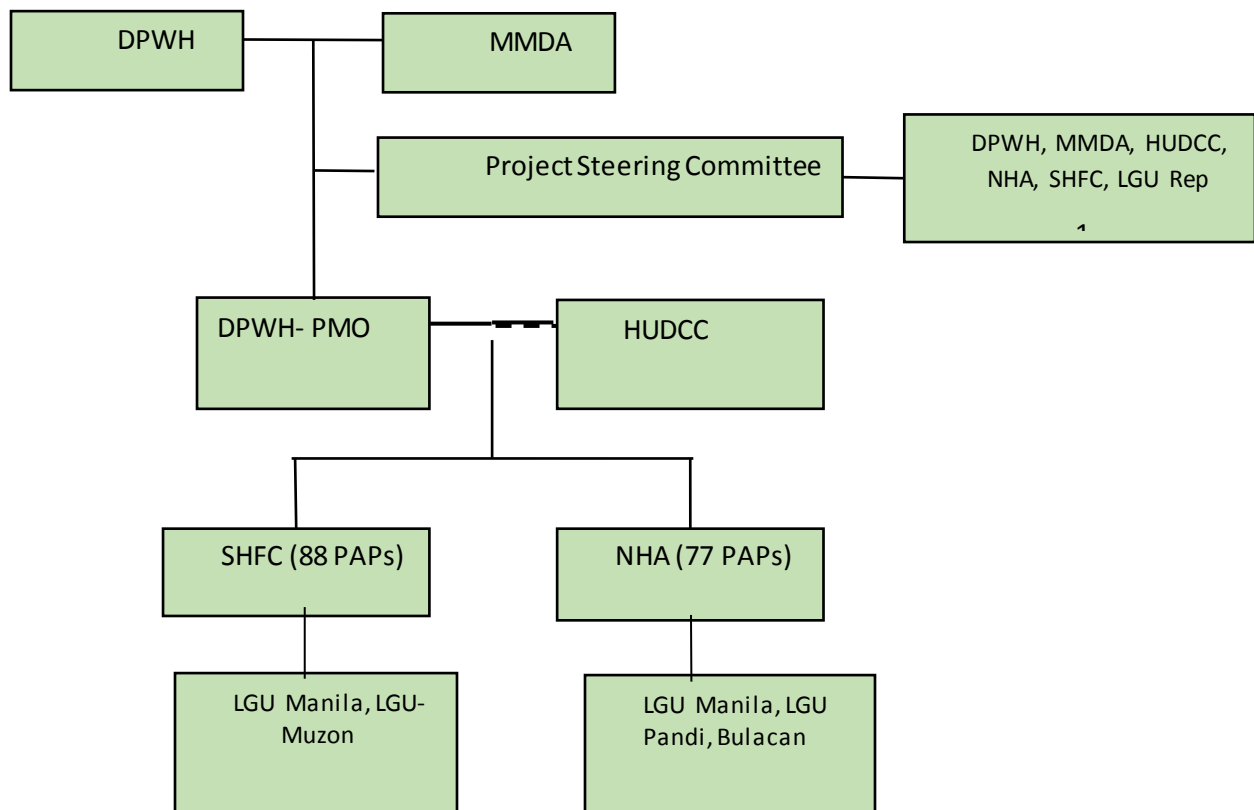 DPWH
MMDA
Project Steering Committee
DPWH, MMDA, HUDCC,
NHA, SHFC, LGU Rep
DPWH- PMO
HUDCC
SHFC (88 PAPs)
NHA (77 PAPs)
LGU Manila, LGU-
Muzon
LGU Manila, LGU
Pandi, Bulacan